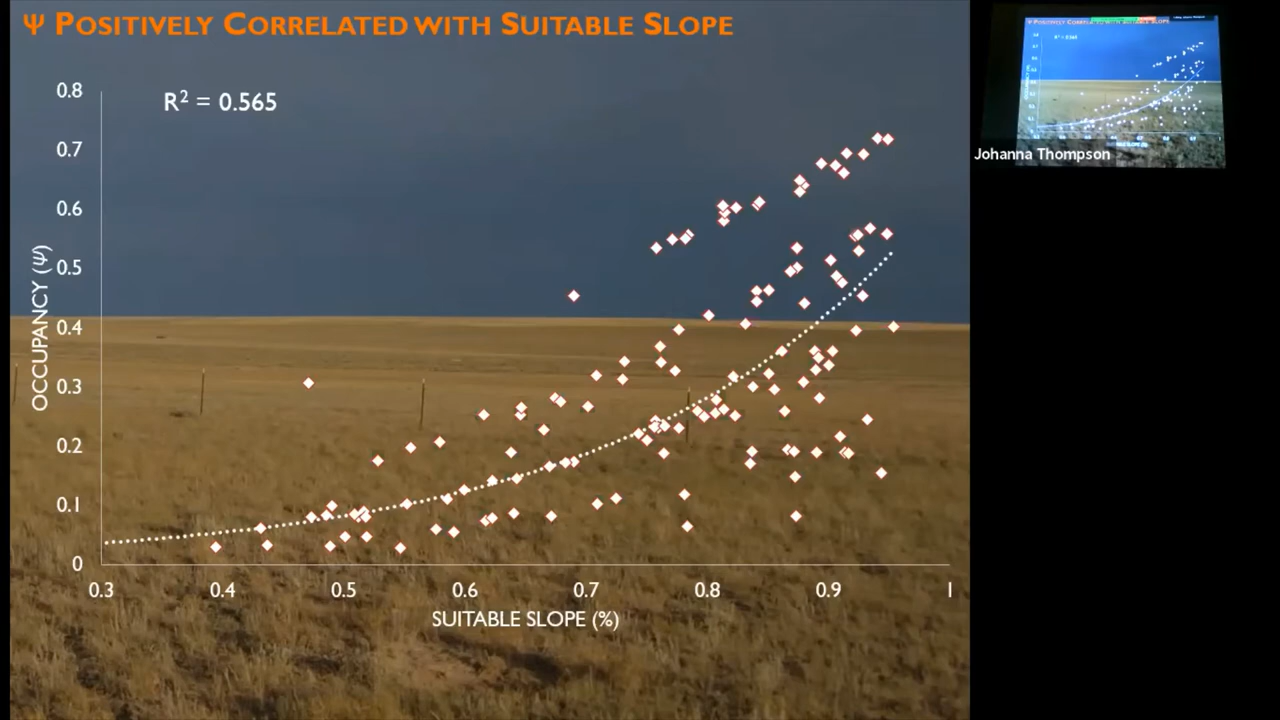 Ψ POSITIVELY CORRELATED WITH SUITABLE SLOPE
R² = 0.565
0.8
0.7
0.6
0.5
0.4
0.3
0.2
0.1
0
OCCUPANCY (Ψ)
0.3 0.4 0.5 0.6 0.7 0.8 0.9 1
SUITABLE SLOPE (%)
Johanna Thompson